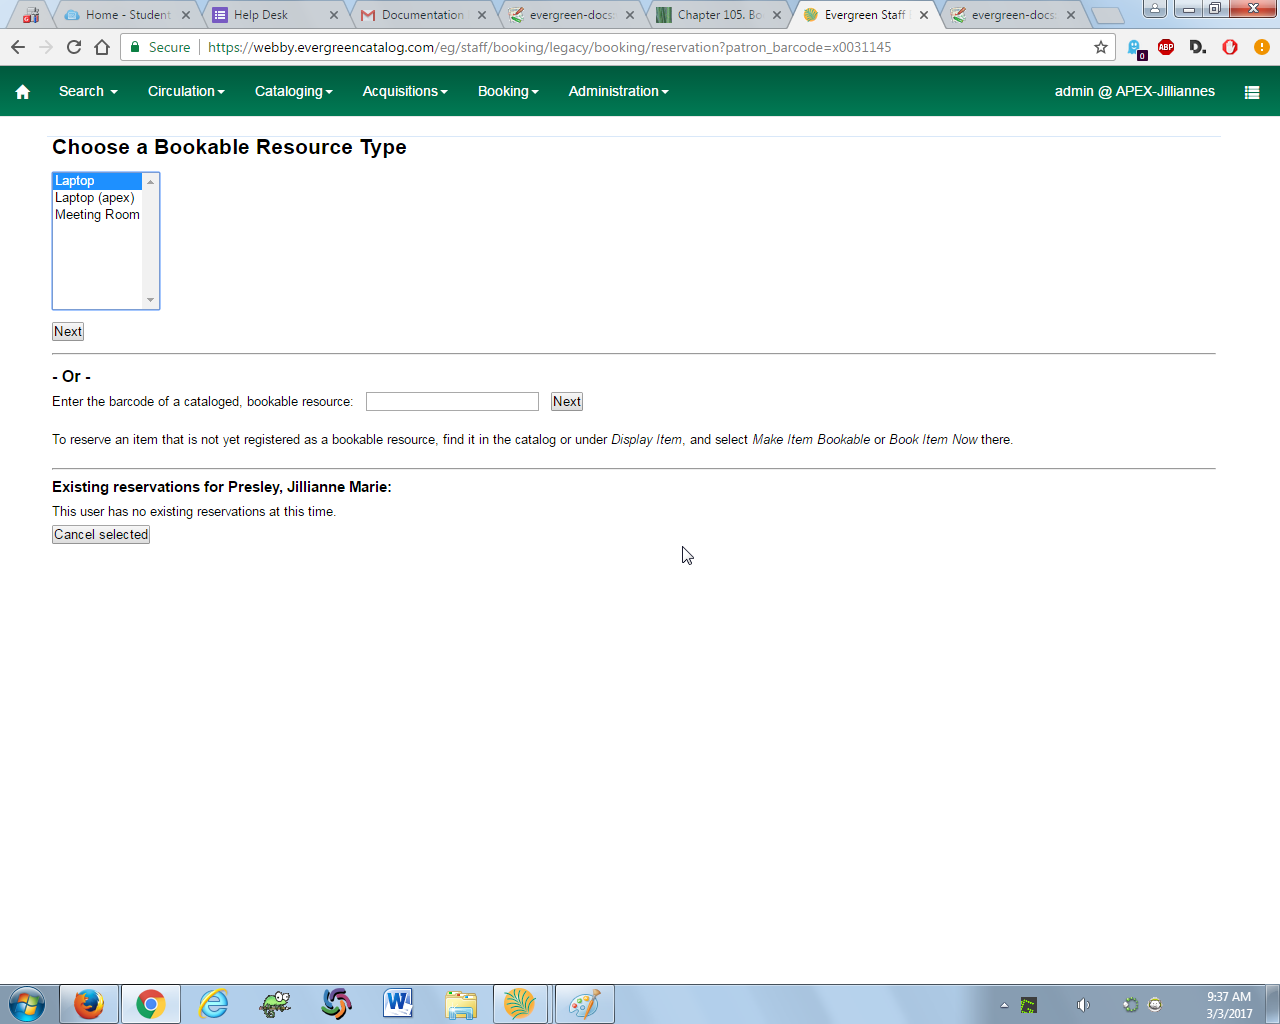 Home - Student
Help Desk
Documentation
evergreen-docs:
Chapter 105. Bo
Evergreen Staff
evergreen-docs:
Secure
https://webby.evergreencatalog.com/eg/staff/booking/legacy/booking/reservation?patron_barcode=x0031145
0
ABP
D.
Search
Circulation
Cataloging
Acquisitions
Booking
Administration
admin @ APEX-Jilliannes
Choose a Bookable Resource Type
Laptop
Laptop (apex)
Meeting Room
Next
- Or -
Enter the barcode of a cataloged, bookable resource:
Next
To reserve an item that is not yet registered as a bookable resource, find it in the catalog or under Display Item, and select Make Item Bookable or Book Item Now there.
Existing reservations for Presley, Jillianne Marie:
This user has no existing reservations at this time.
Cancel selected
9:37 AM
3/3/2017